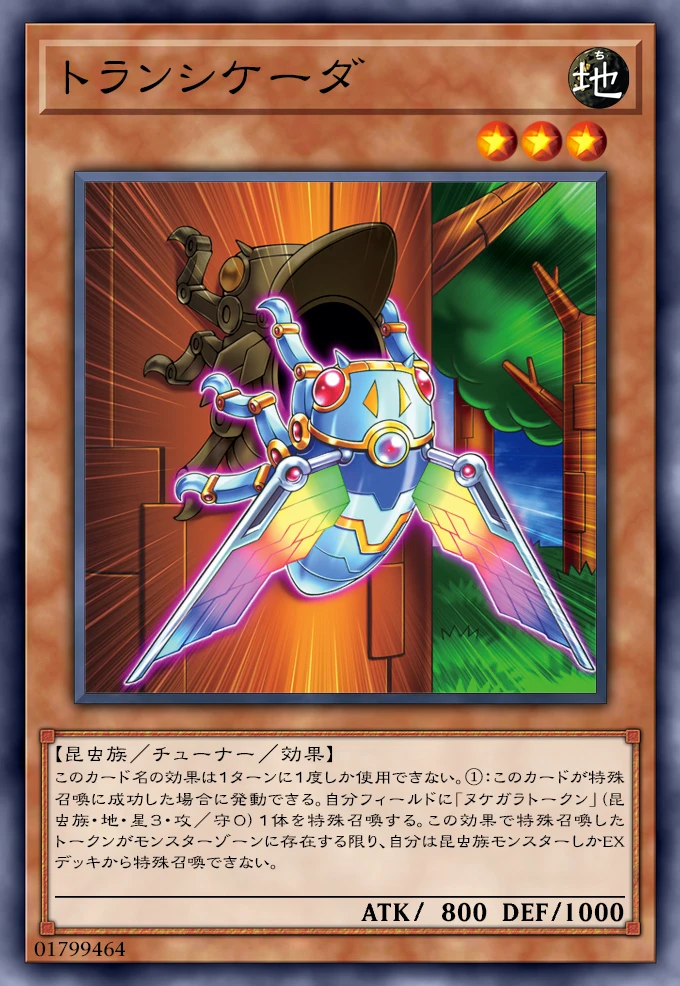 トランシケーダ
ち
地
【昆虫族／チューナー／効果】
このカード名の効果は１ターンに１度しか使用できない。①：このカードが特殊
召喚に成功した場合に発動できる。自分フィールドに「ヌケガラトークン」（昆
虫族・地・星３・攻／守０）１体を特殊召喚する。この効果で特殊召喚した
トークンがモンスターゾーンに存在する限り、自分は昆虫族モンスターしかEX
デッキから特殊召喚できない。
ATK/ 800 DEF/1000
01799464